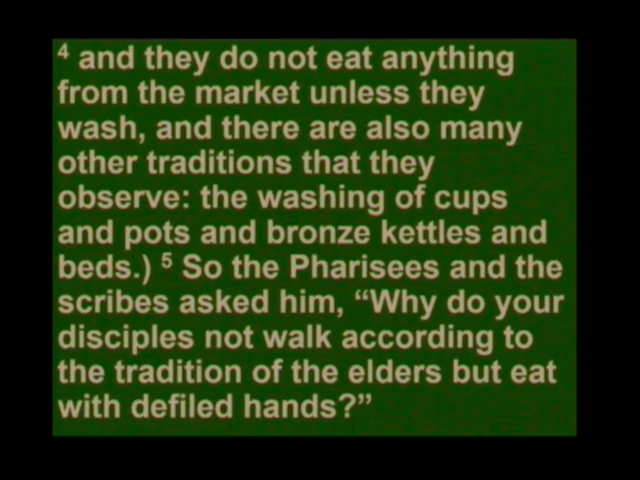 ⁴ and they do not eat anything
from the market unless they
wash, and there are also many
other traditions that they
observe: the washing of cups
and pots and bronze kettles and
beds.) ⁵ So the Pharisees and the
scribes asked him, “Why do your
disciples not walk according to
the tradition of the elders but eat
with defiled hands?”